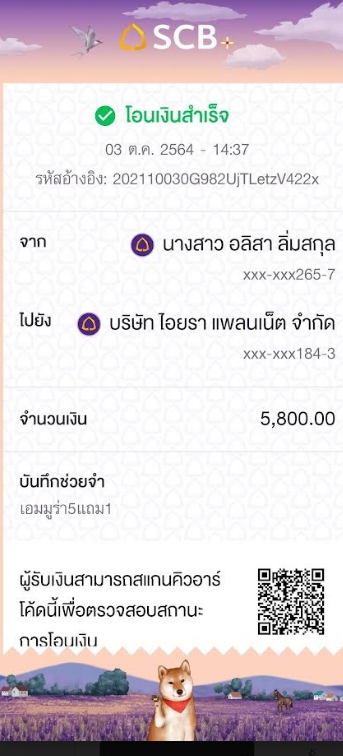 SCB
โอนเงินสำเร็จ
03 ต.ค. 2564 - 14:37
รหัสอ้างอิง: 202110030G982UjTLetzV422x
จาก
นางสาว อลิสา ลิ่มสกุล
xxx-xxx265-7
ไปยัง
บริษัท ไอยรา แพลนเน็ต จำกัด
xxx-xxx184-3
จำนวนเงิน
5,800.00
บันทึกช่วยจำ
เอมมูร่า5แถม1
ผู้รับเงินสามารถสแกนคิวอาร์
โค้ดนี้เพื่อตรวจสอบสถานะ
การโอนเงิน